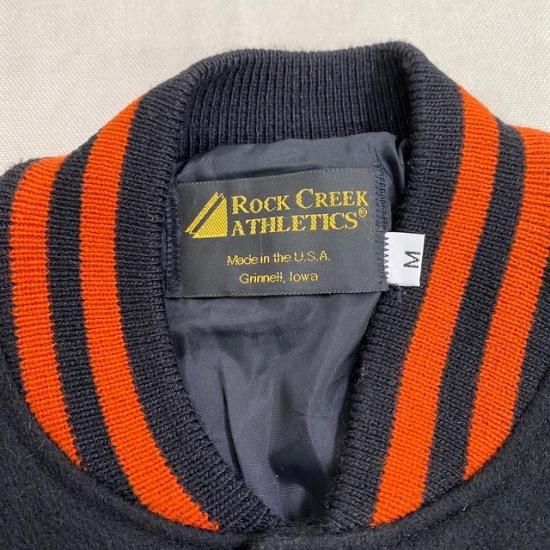 ROCK CREEK
ATHLETICS®
Made in the U.S.A.
Grinnell, Iowa
M